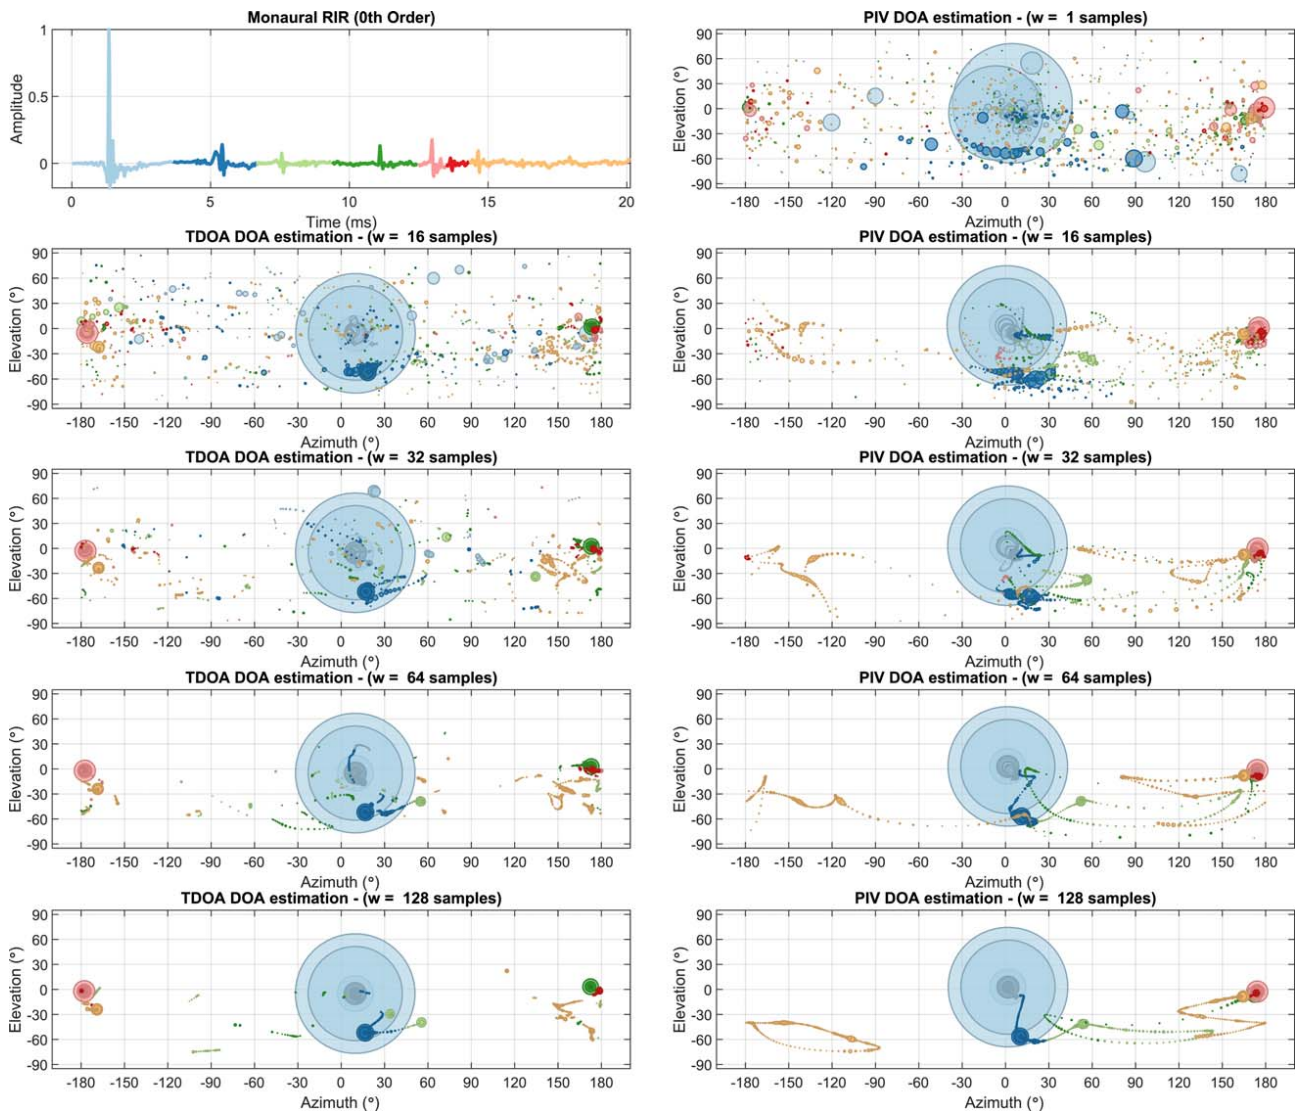 Monaural RIR (0th Order)
1
0.5
0
Amplitude
0 5 10 15 20
Time (ms)
PIV DOA estimation - (w = 1 samples)
90
60
30
0
-30
-60
-90
Elevation (°)
-180 -150 -120 -90 -60 -30 0 30 60 90 120 150 180
Azimuth (°)
TDOA DOA estimation - (w = 16 samples)
90
60
30
0
-30
-60
-90
Elevation (°)
-180 -150 -120 -90 -60 -30 0 30 60 90 120 150 180
Azimuth (°)
PIV DOA estimation - (w = 16 samples)
90
60
30
0
-30
-60
-90
Elevation (°)
-180 -150 -120 -90 -60 -30 0 30 60 90 120 150 180
Azimuth (°)
TDOA DOA estimation - (w = 32 samples)
90
60
30
0
-30
-60
-90
Elevation (°)
-180 -150 -120 -90 -60 -30 0 30 60 90 120 150 180
Azimuth (°)
PIV DOA estimation - (w = 32 samples)
90
60
30
0
-30
-60
-90
Elevation (°)
-180 -150 -120 -90 -60 -30 0 30 60 90 120 150 180
Azimuth (°)
TDOA DOA estimation - (w = 64 samples)
90
60
30
0
-30
-60
-90
Elevation (°)
-180 -150 -120 -90 -60 -30 0 30 60 90 120 150 180
Azimuth (°)
PIV DOA estimation - (w = 64 samples)
90
60
30
0
-30
-60
-90
Elevation (°)
-180 -150 -120 -90 -60 -30 0 30 60 90 120 150 180
Azimuth (°)
TDOA DOA estimation - (w = 128 samples)
90
60
30
0
-30
-60
-90
Elevation (°)
-180 -150 -120 -90 -60 -30 0 30 60 90 120 150 180
Azimuth (°)
PIV DOA estimation - (w = 128 samples)
90
60
30
0
-30
-60
-90
Elevation (°)
-180 -150 -120 -90 -60 -30 0 30 60 90 120 150 180
Azimuth (°)